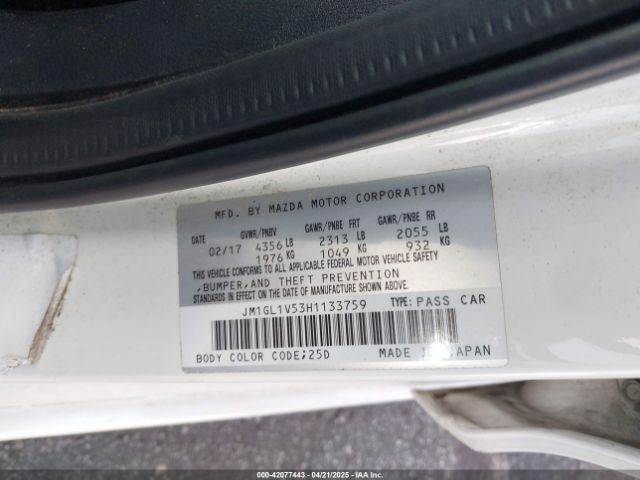 MFD. BY MAZDA MOTOR CORPORATION
DATE GVWR/PNBV GAWR/PNBE FRT GAWR/PNBE RR
02/17 4356 LB 2313 LB 2055 LB
1976 KG 1049 KG 932 KG
THIS VEHICLE CONFORMS TO ALL APPLICABLE FEDERAL MOTOR VEHICLE SAFETY
,BUMPER,AND THEFT PREVENTION
STANDARDS IN EFFECT ON THE DATE OF MANUFACTURE SHOWN ABOVE.
JM1GL1V53H1133759 TYPE: PASS CAR
BODY COLOR CODE;25D MADE JAPAN
000-42077443 - 04/21/2025 - IAAI.COM